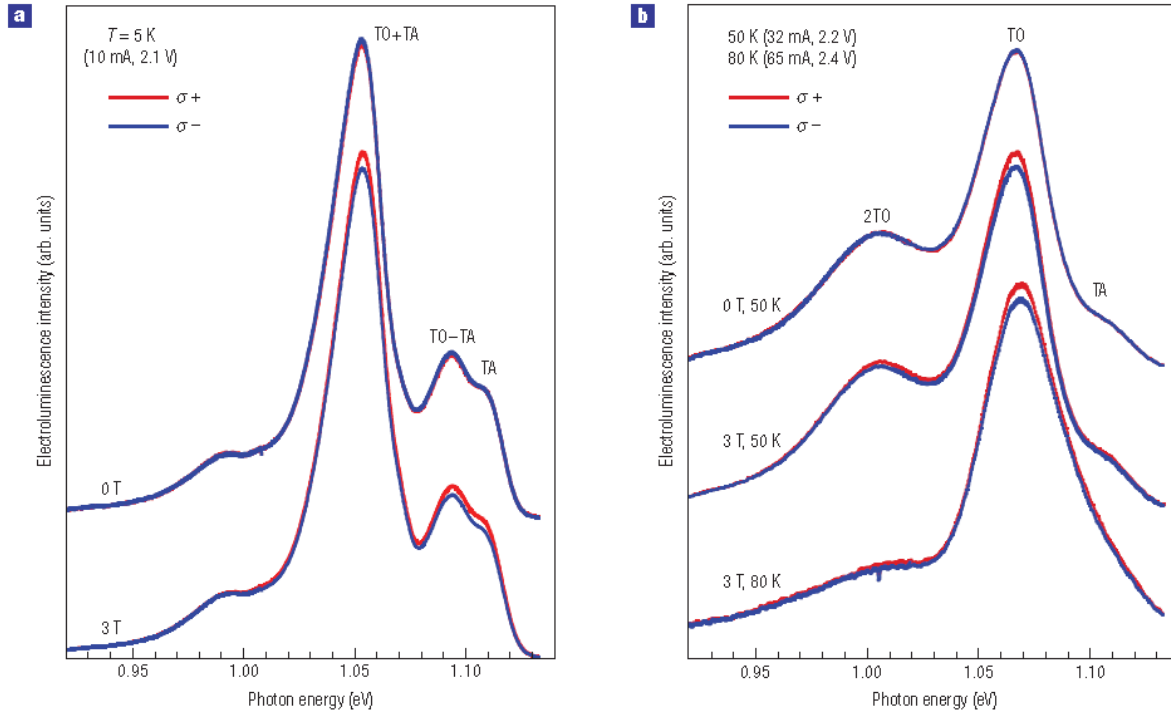 a
T = 5 K
(10 mA, 2.1 V)
σ+
σ−
TO+TA
TO−TA
TA
0 T
3 T
Electroluminescence intensity (arb. units)
0.95 1.00 1.05 1.10
Photon energy (eV)
b
50 K (32 mA, 2.2 V)
80 K (65 mA, 2.4 V)
σ+
σ−
TO
2TO
TA
0 T, 50 K
3 T, 50 K
3 T, 80 K
Electroluminescence intensity (arb. units)
0.95 1.00 1.05 1.10
Photon energy (eV)